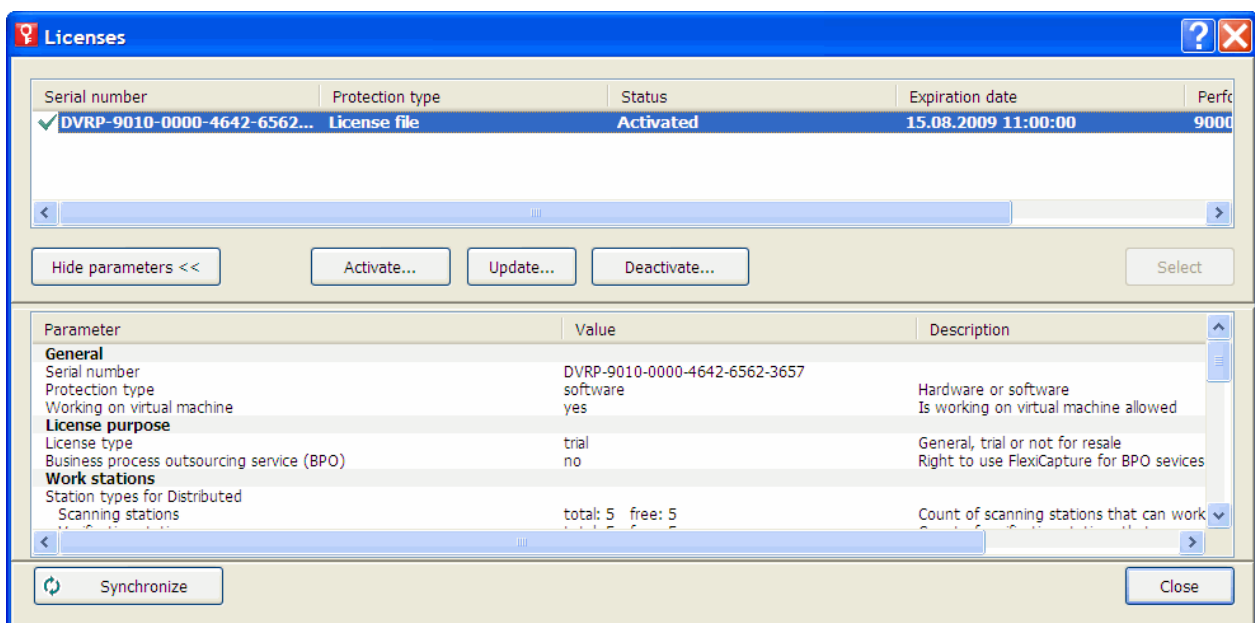 Licenses
Serial number Protection type Status Expiration date Perfc
DVRP-9010-0000-4642-6562... License file Activated 15.08.2009 11:00:00 9000
Hide parameters << Activate... Update... Deactivate... Select
Parameter Value Description
General
Serial number DVRP-9010-0000-4642-6562-3657
Protection type software Hardware or software
Working on virtual machine yes Is working on virtual machine allowed
License purpose
License type trial General, trial or not for resale
Business process outsourcing service (BPO) no Right to use FlexiCapture for BPO sevices
Work stations
Station types for Distributed
Scanning stations total: 5 free: 5 Count of scanning stations that can work
Synchronize Close